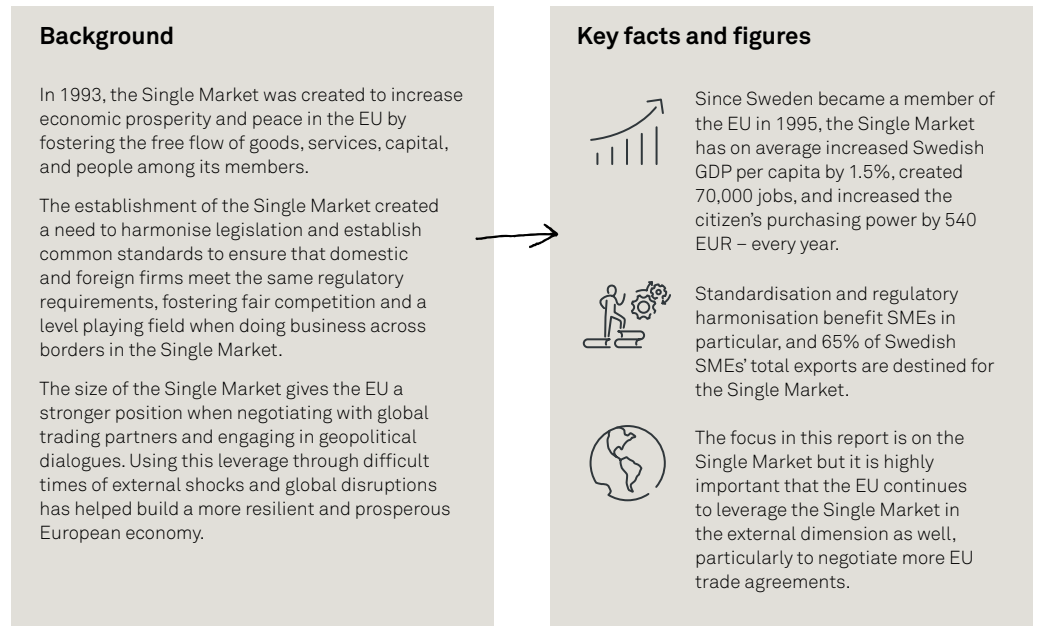 Background
In 1993, the Single Market was created to increase
economic prosperity and peace in the EU by
fostering the free flow of goods, services, capital,
and people among its members.
The establishment of the Single Market created
a need to harmonise legislation and establish
common standards to ensure that domestic
and foreign firms meet the same regulatory
requirements, fostering fair competition and a
level playing field when doing business across
borders in the Single Market.
The size of the Single Market gives the EU a
stronger position when negotiating with global
trading partners and engaging in geopolitical
dialogues. Using this leverage through difficult
times of external shocks and global disruptions
has helped build a more resilient and prosperous
European economy.
Key facts and figures
Since Sweden became a member of
the EU in 1995, the Single Market
has on average increased Swedish
GDP per capita by 1.5%, created
70,000 jobs, and increased the
citizen's purchasing power by 540
EUR – every year.
Standardisation and regulatory
harmonisation benefit SMEs in
particular, and 65% of Swedish
SMEs' total exports are destined for
the Single Market.
The focus in this report is on the
Single Market but it is highly
important that the EU continues
to leverage the Single Market in
the external dimension as well,
particularly to negotiate more EU
trade agreements.